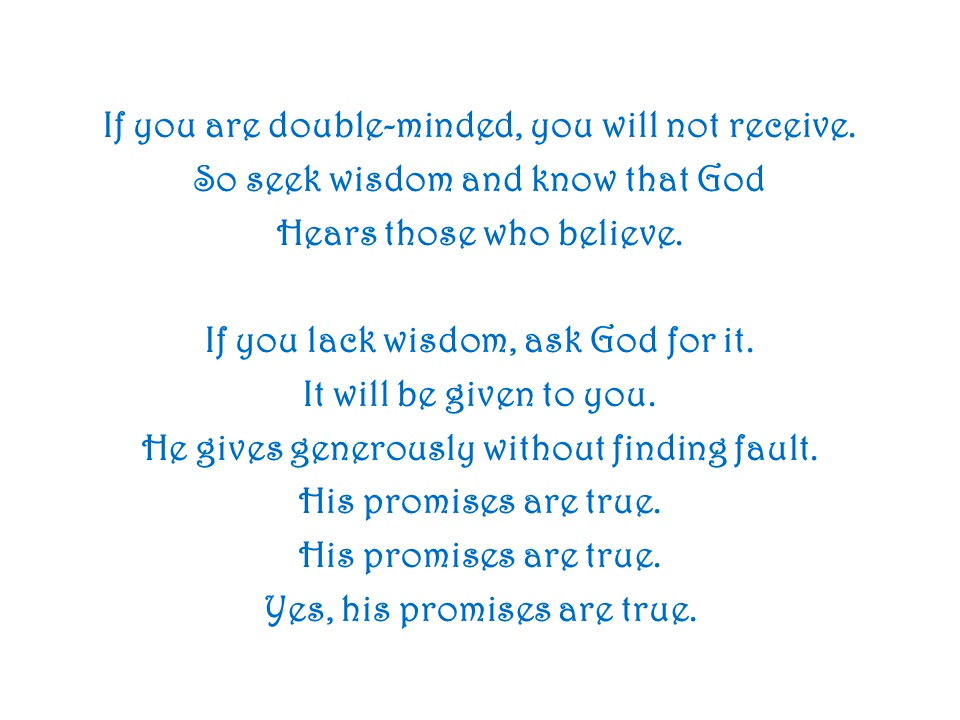 If you are double-minded, you will not receive.
So seek wisdom and know that God
Hears those who believe.
If you lack wisdom, ask God for it.
It will be given to you.
He gives generously without finding fault.
His promises are true.
His promises are true.
Yes, his promises are true.